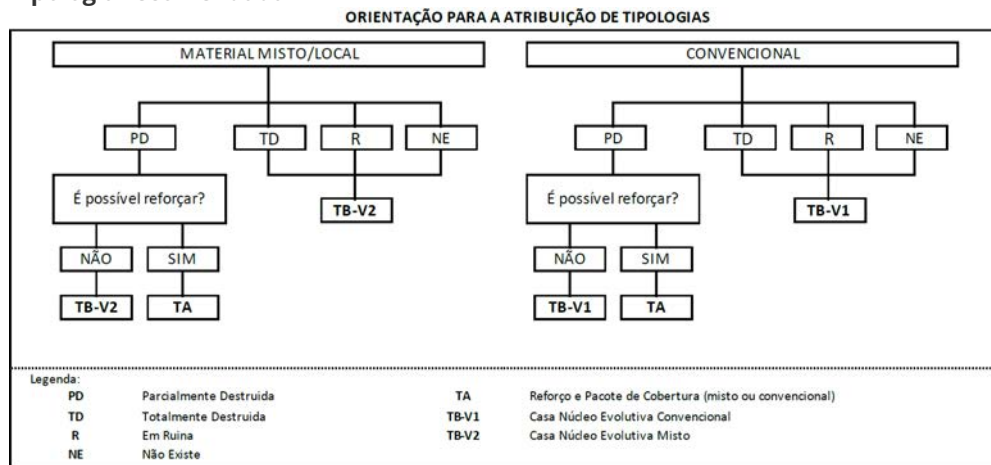 ORIENTAÇÃO PARA A ATRIBUIÇÃO DE TIPOLOGIAS
MATERIAL MISTO/LOCAL
PD TD R NE
É possível reforçar?
TB-V2
NÃO SIM
TB-V2 TA
CONVENCIONAL
PD TD R NE
É possível reforçar?
TB-V1
NÃO SIM
TB-V1 TA
Legenda:
PD Parcialmente Destruida
TD Totalmente Destruida
R Em Ruina
NE Não Existe
TA Reforço e Pacote de Cobertura (misto ou convencional)
TB-V1 Casa Núcleo Evolutiva Convencional
TB-V2 Casa Núcleo Evolutiva Misto